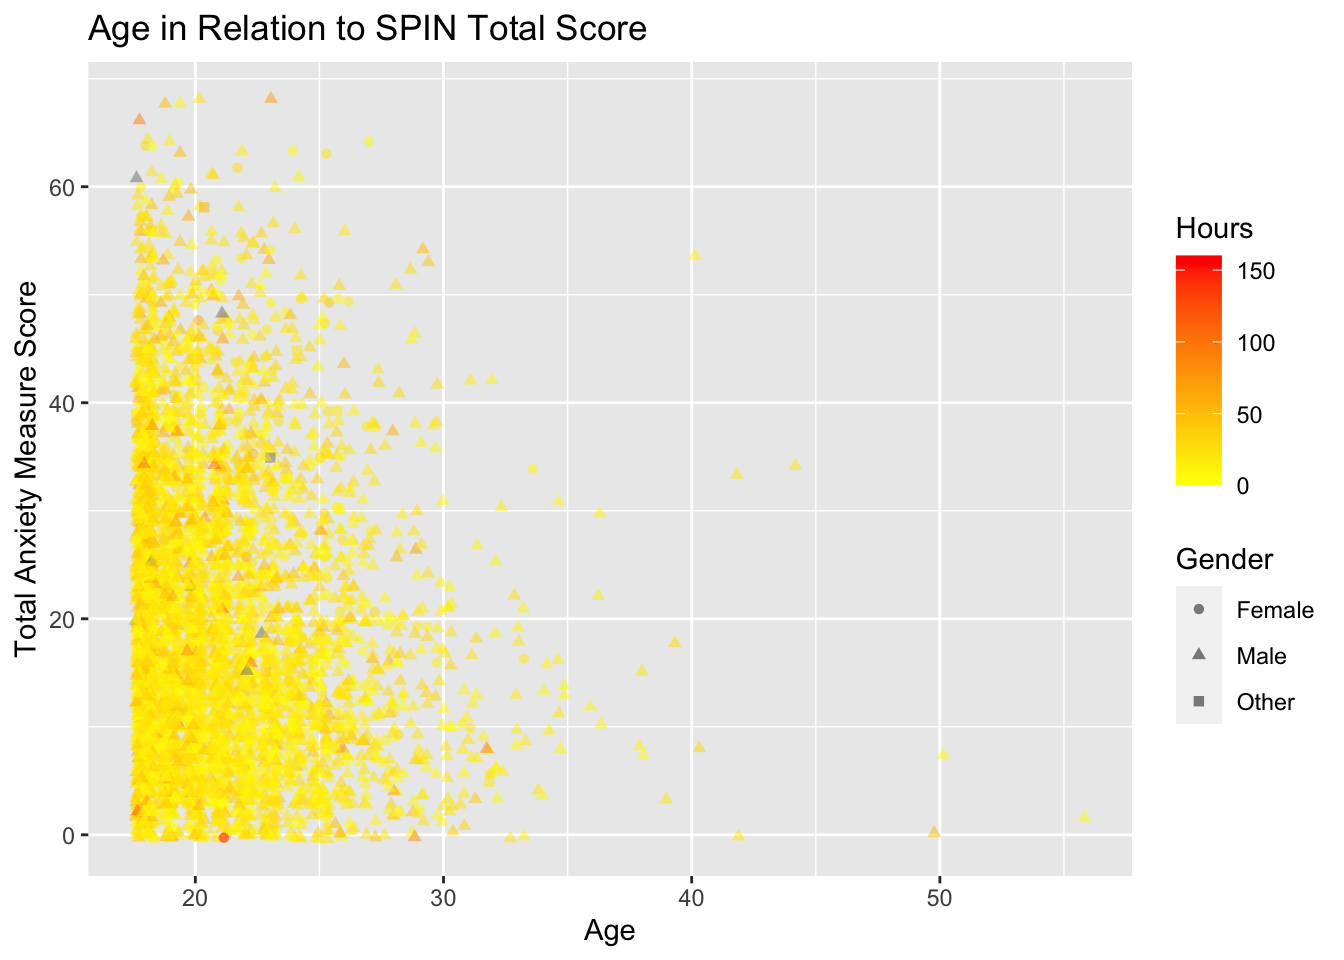 Age in Relation to SPIN Total Score
Total Anxiety Measure Score
60
40
20
0
20
30
40
50
Age
Hours
150
100
50
0
Gender
Female
Male
Other